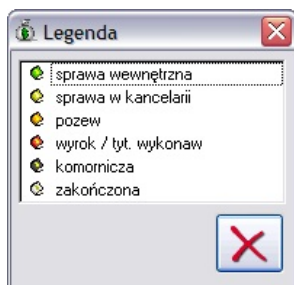 Legenda
sprawa wewnętrzna
sprawa w kancelarii
pozew
wyrok / tyt. wykonaw
komornicza
zakończona